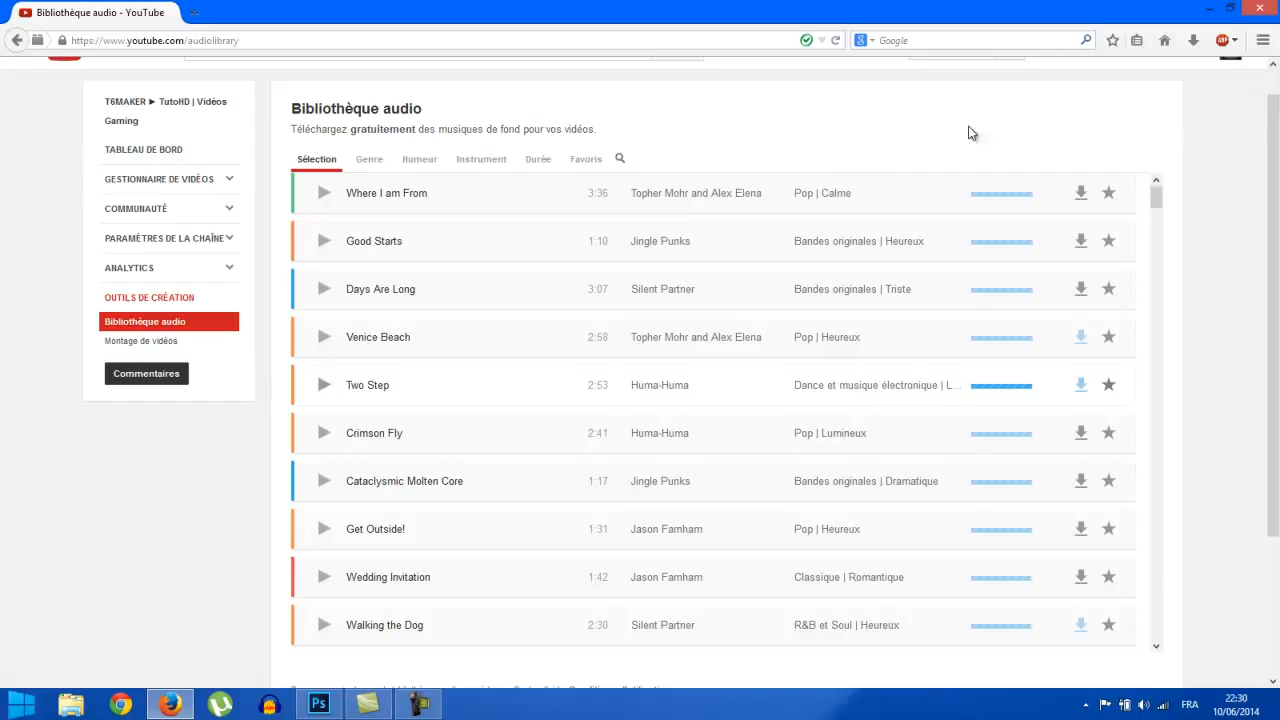 Bibliothèque audio - YouTube
https://www.youtube.com/audiolibrary
Google
ABP
T6MAKER ► TutoHD | Vidéos
Gaming
TABLEAU DE BORD
GESTIONNAIRE DE VIDÉOS
COMMUNAUTÉ
PARAMÈTRES DE LA CHAÎNE
ANALYTICS
OUTILS DE CRÉATION
Bibliothèque audio
Montage de vidéos
Commentaires
Bibliothèque audio
Téléchargez gratuitement des musiques de fond pour vos vidéos.
Sélection Genre Humeur Instrument Durée Favoris
Where I am From 3:36 Topher Mohr and Alex Elena Pop | Calme
Good Starts 1:10 Jingle Punks Bandes originales | Heureux
Days Are Long 3:07 Silent Partner Bandes originales | Triste
Venice Beach 2:58 Topher Mohr and Alex Elena Pop | Heureux
Two Step 2:53 Huma-Huma Dance et musique électronique | L...
Crimson Fly 2:41 Huma-Huma Pop | Lumineux
Cataclysmic Molten Core 1:17 Jingle Punks Bandes originales | Dramatique
Get Outside! 1:31 Jason Farnham Pop | Heureux
Wedding Invitation 1:42 Jason Farnham Classique | Romantique
Walking the Dog 2:30 Silent Partner R&B et Soul | Heureux
Ps
FRA
22:30
10/06/2014